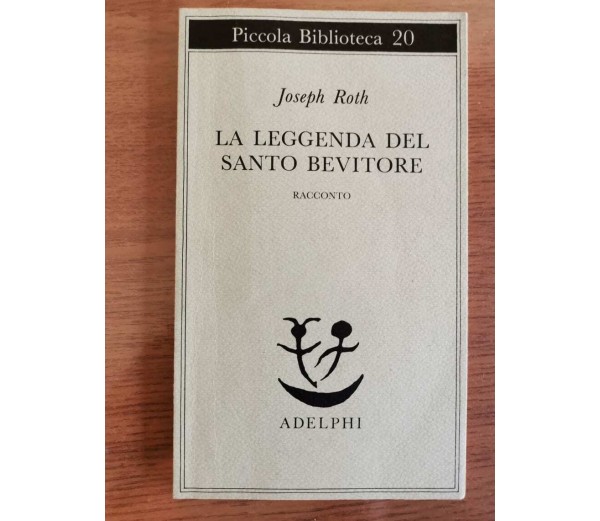 Piccola Biblioteca 20
Joseph Roth
LA LEGGENDA DEL
SANTO BEVITORE
RACCONTO
ADELPHI